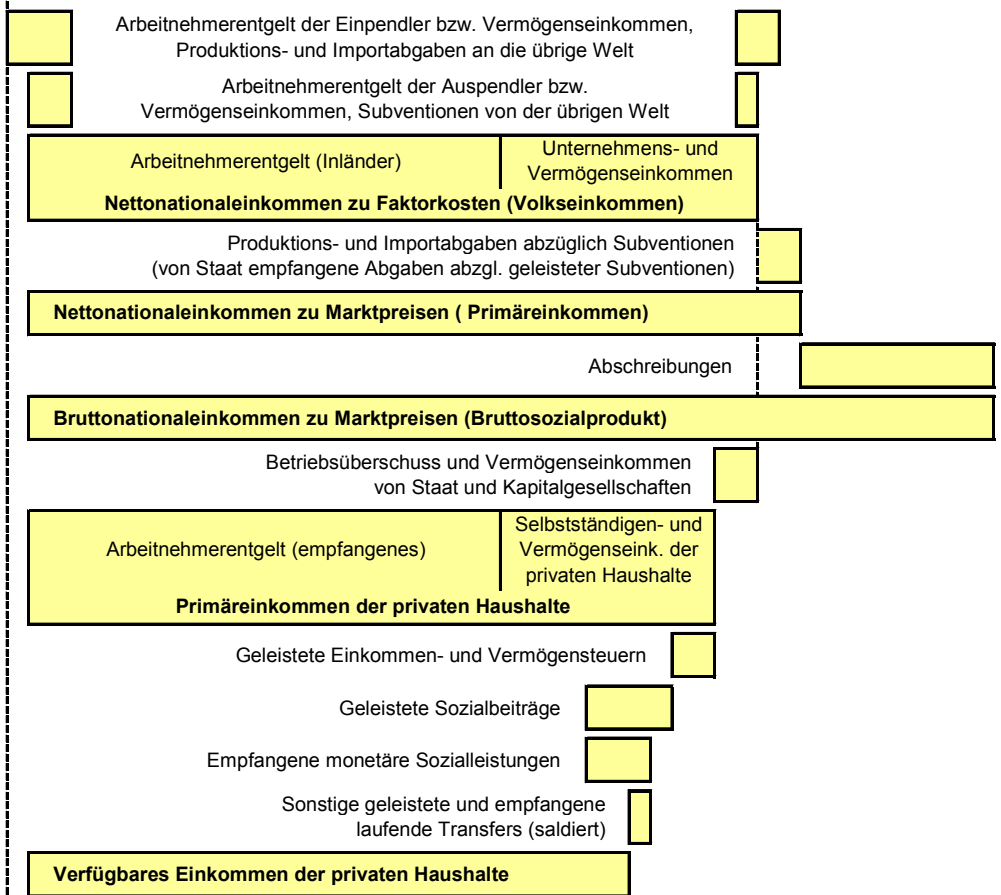 Arbeitnehmerentgelt der Einpendler bzw. Vermögenseinkommen,
Produktions- und Importabgaben an die übrige Welt
Arbeitnehmerentgelt der Auspendler bzw.
Vermögenseinkommen, Subventionen von der übrigen Welt
Arbeitnehmerentgelt (Inländer)
Unternehmens- und
Vermögenseinkommen
Nettonationaleinkommen zu Faktorkosten (Volkseinkommen)
Produktions- und Importabgaben abzüglich Subventionen
(von Staat empfangene Abgaben abzgl. geleisteter Subventionen)
Nettonationaleinkommen zu Marktpreisen ( Primäreinkommen)
Abschreibungen
Bruttonationaleinkommen zu Marktpreisen (Bruttosozialprodukt)
Betriebsüberschuss und Vermögenseinkommen
von Staat und Kapitalgesellschaften
Arbeitnehmerentgelt (empfangenes)
Selbstständigen- und
Vermögenseink. der
privaten Haushalte
Primäreinkommen der privaten Haushalte
Geleistete Einkommen- und Vermögensteuern
Geleistete Sozialbeiträge
Empfangene monetäre Sozialleistungen
Sonstige geleistete und empfangene
laufende Transfers (saldiert)
Verfügbares Einkommen der privaten Haushalte